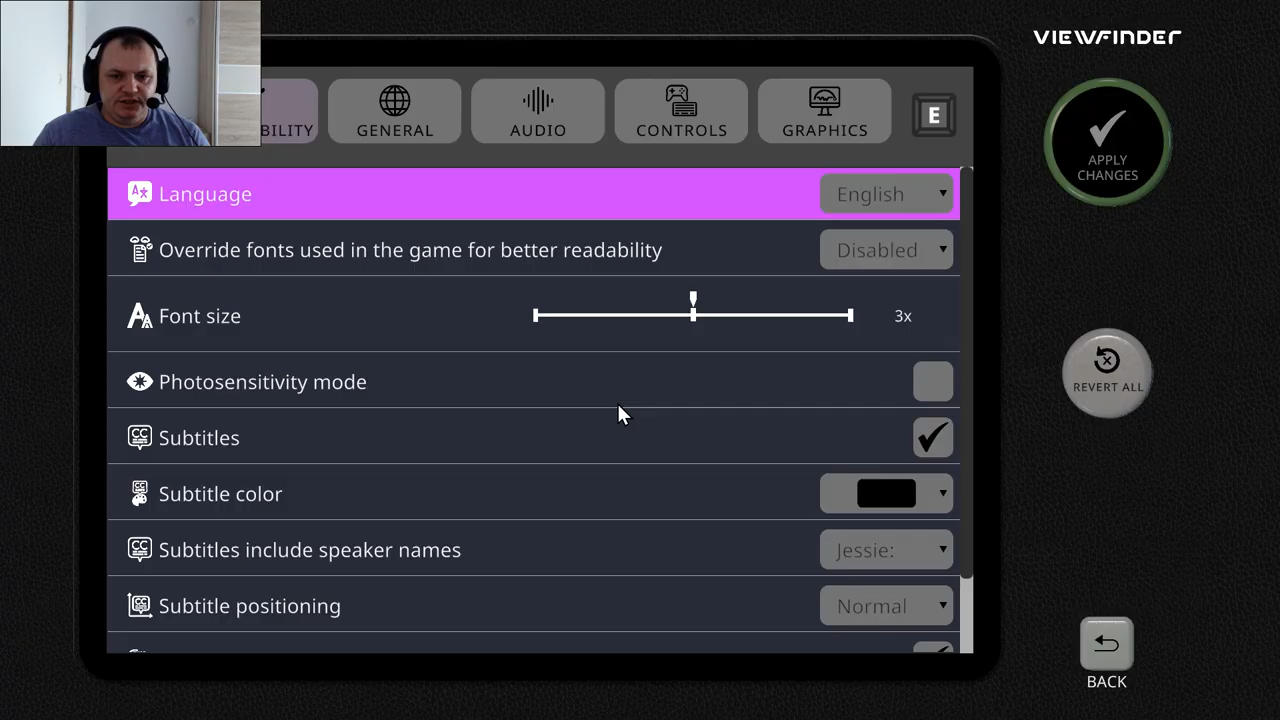 VIEWFINDER
BILITY
GENERAL
AUDIO
CONTROLS
GRAPHICS
E
APPLY
CHANGES
Language
English
Override fonts used in the game for better readability
Disabled
Font size
3x
Photosensitivity mode
REVERT ALL
Subtitles
CC
Subtitle color
Subtitles include speaker names
CC
Jessie:
Subtitle positioning
Normal
BACK